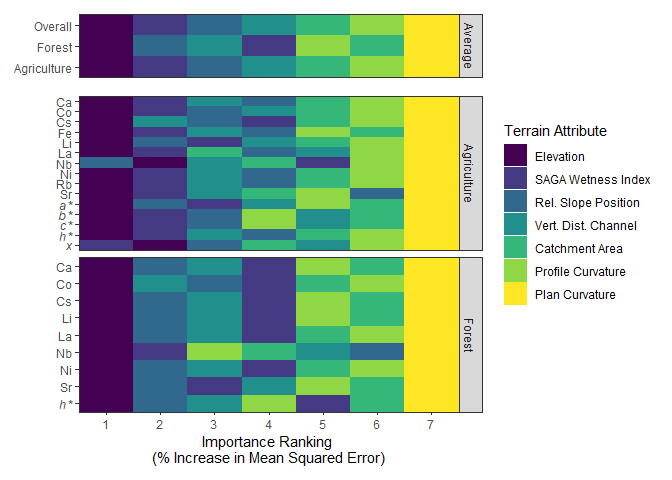 Overall
Forest
Agriculture
Average
Ca
Co
Cs
Fe
Li
La
Nb
Ni
Rb
Sr
a*
b*
c*
h*
x
Agriculture
Ca
Co
Cs
Li
La
Nb
Ni
Sr
h*
Forest
1 2 3 4 5 6 7
Importance Ranking
(% Increase in Mean Squared Error)
Terrain Attribute
Elevation
SAGA Wetness Index
Rel. Slope Position
Vert. Dist. Channel
Catchment Area
Profile Curvature
Plan Curvature